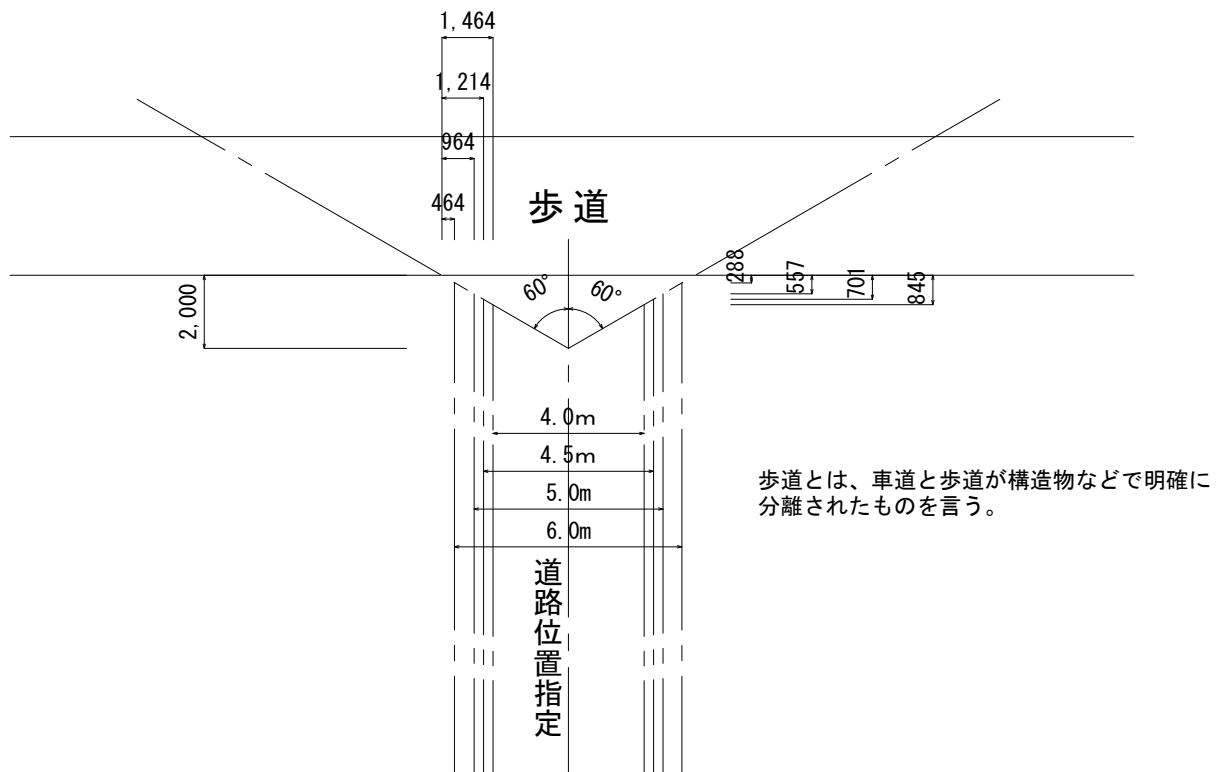 1,464
1,214
964
464
歩道
288
557
701
845
60°
60°
2,000
4.0m
4.5m
5.0m
6.0m
歩道とは、車道と歩道が構造物などで明確に
分離されたものを言う。
道路位置指定